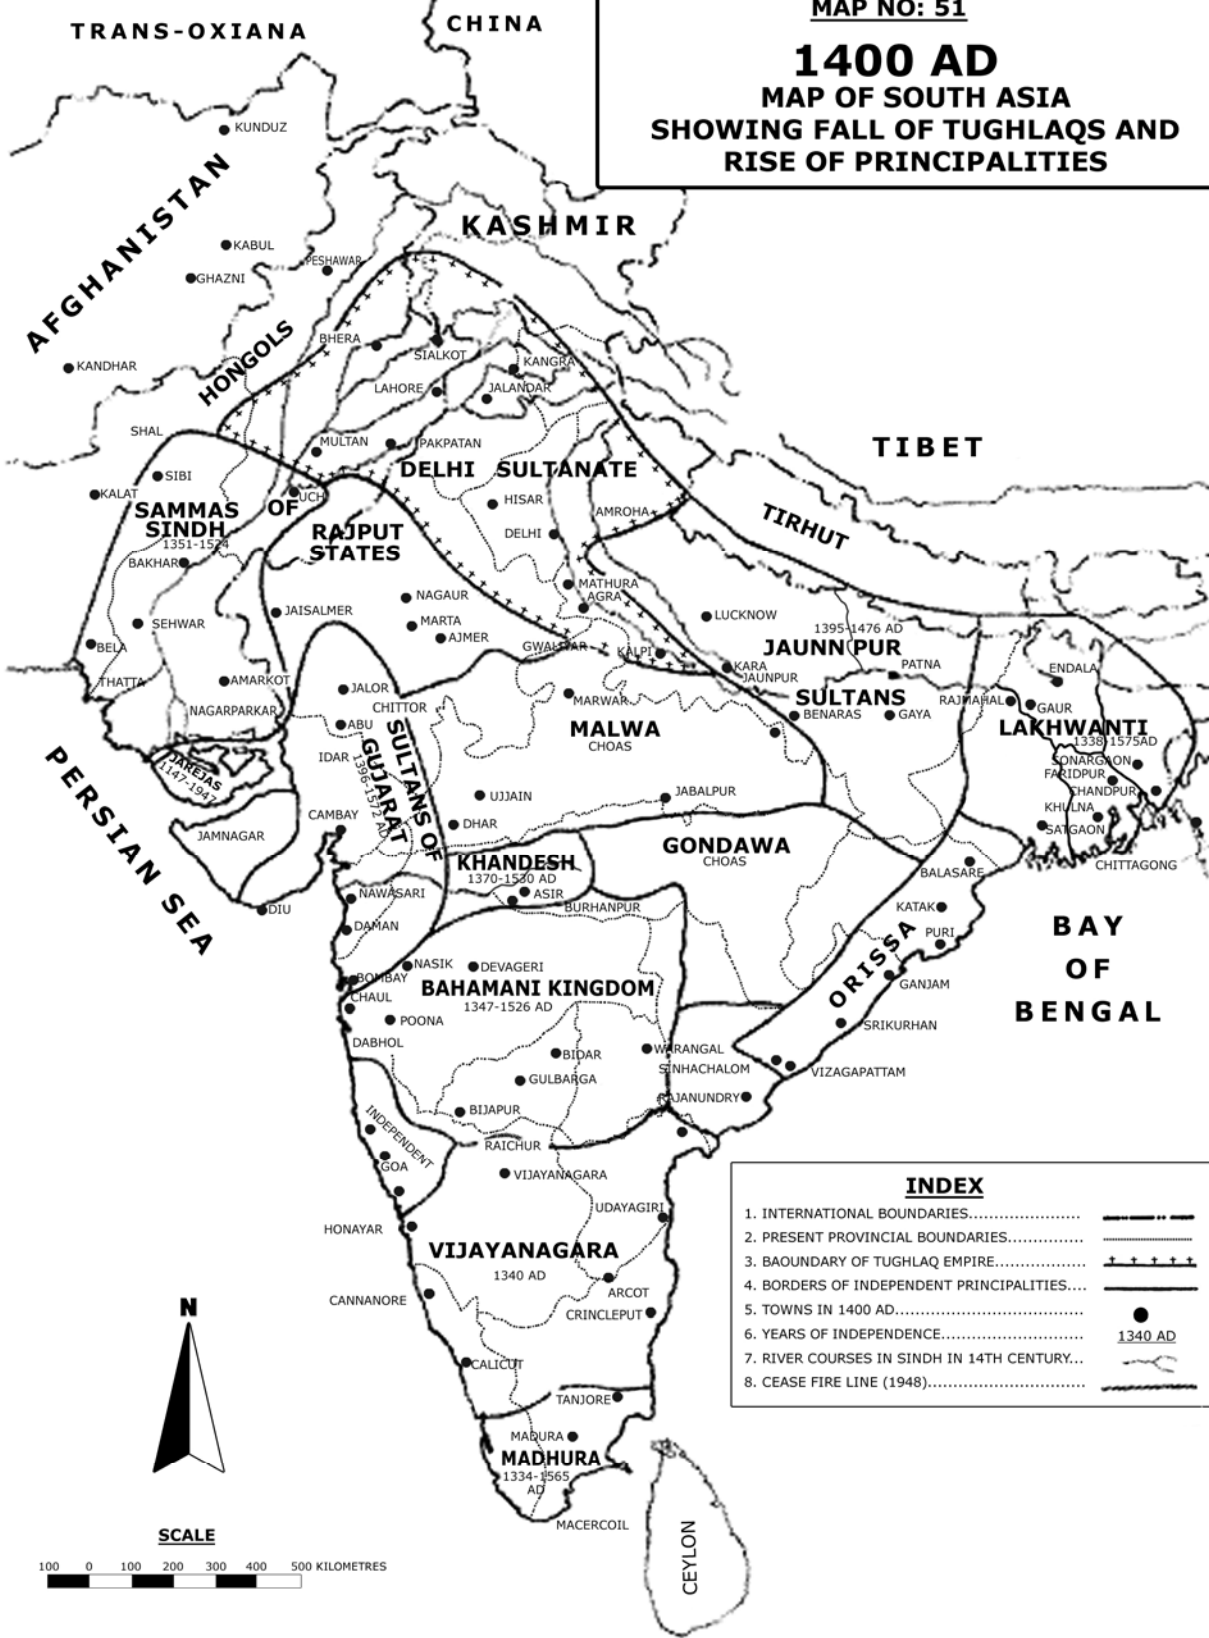 MAP NO: 51
1400 AD
MAP OF SOUTH ASIA
SHOWING FALL OF TUGHLAQS AND
RISE OF PRINCIPALITIES
TRANS-OXIANA
CHINA
KUNDUZ
AFGHANISTAN
KASHMIR
KABUL
PESHAWAR
GHAZNI
HONGOLS
BHERA
SIALKOT
KANGRA
KANDHAR
LAHORE
JALANDAR
SHAL
MULTAN
PAKPATAN
TIBET
DELHI SULTANATE
SIBI
KALAT
UCH
HISAR
SAMMAS OF
SINDH
1351-1524
RAJPUT
STATES
AMROHA
TIRHUT
DELHI
BAKHAR
MATHURA
NAGAUR
AGRA
JAISALMER
LUCKNOW
SEHWAR
MARTA
1395-1476 AD
AJMER
BELA
GWALIYAR
KALPI
JAUNN PUR
PATNA
KARA
ENDALA
THATTA
AMARKOT
JAUNPUR
JALOR
MARWAR
SULTANS
RAJMAHAL
NAGARPARKAR
CHITTOR
GAUR
BENARAS
GAYA
ABU
MALWA
LAKHWANTI
CHOAS
1338-1575AD
IDAR
SULTANS OF
GUJARAT
1396-1572 AD
SONARGAON
PERSIAN SEA
JAREJAS
1147-1947
FARIDPUR
CHANDPUR
UJJAIN
JABALPUR
KHULNA
CAMBAY
DHAR
SATGAON
JAMNAGAR
GONDAWA
CHOAS
KHANDESH
1370-1530 AD
CHITTAGONG
BALASARE
ASIR
NAWASARI
BURHANPUR
KATAK
DIU
DAMAN
PURI
BAY
OF
BENGAL
ORISSA
NASIK
DEVAGERI
BOMBAY
GANJAM
BAHAMANI KINGDOM
1347-1526 AD
CHAUL
POONA
SRIKURHAN
DABHOL
WARANGAL
BIDAR
SINHACHALOM
VIZAGAPATTAM
GULBARGA
RAJANUNDRY
BIJAPUR
INDEPENDENT
RAICHUR
GOA
VIJAYANAGARA
UDAYAGIRI
HONAYAR
VIJAYANAGARA
1340 AD
ARCOT
CANNANORE
CRINCLEPUT
CALICUT
TANJORE
MADURA
MADHURA
1334-1565
AD
MACERCOIL
CEYLON
INDEX
1. INTERNATIONAL BOUNDARIES.....................
2. PRESENT PROVINCIAL BOUNDARIES..............
3. BAOUNDARY OF TUGHLAQ EMPIRE................
4. BORDERS OF INDEPENDENT PRINCIPALITIES....
5. TOWNS IN 1400 AD...................................
6. YEARS OF INDEPENDENCE.......................... 1340 AD
7. RIVER COURSES IN SINDH IN 14TH CENTURY...
8. CEASE FIRE LINE (1948).............................
N
SCALE
100 0 100 200 300 400 500 KILOMETRES